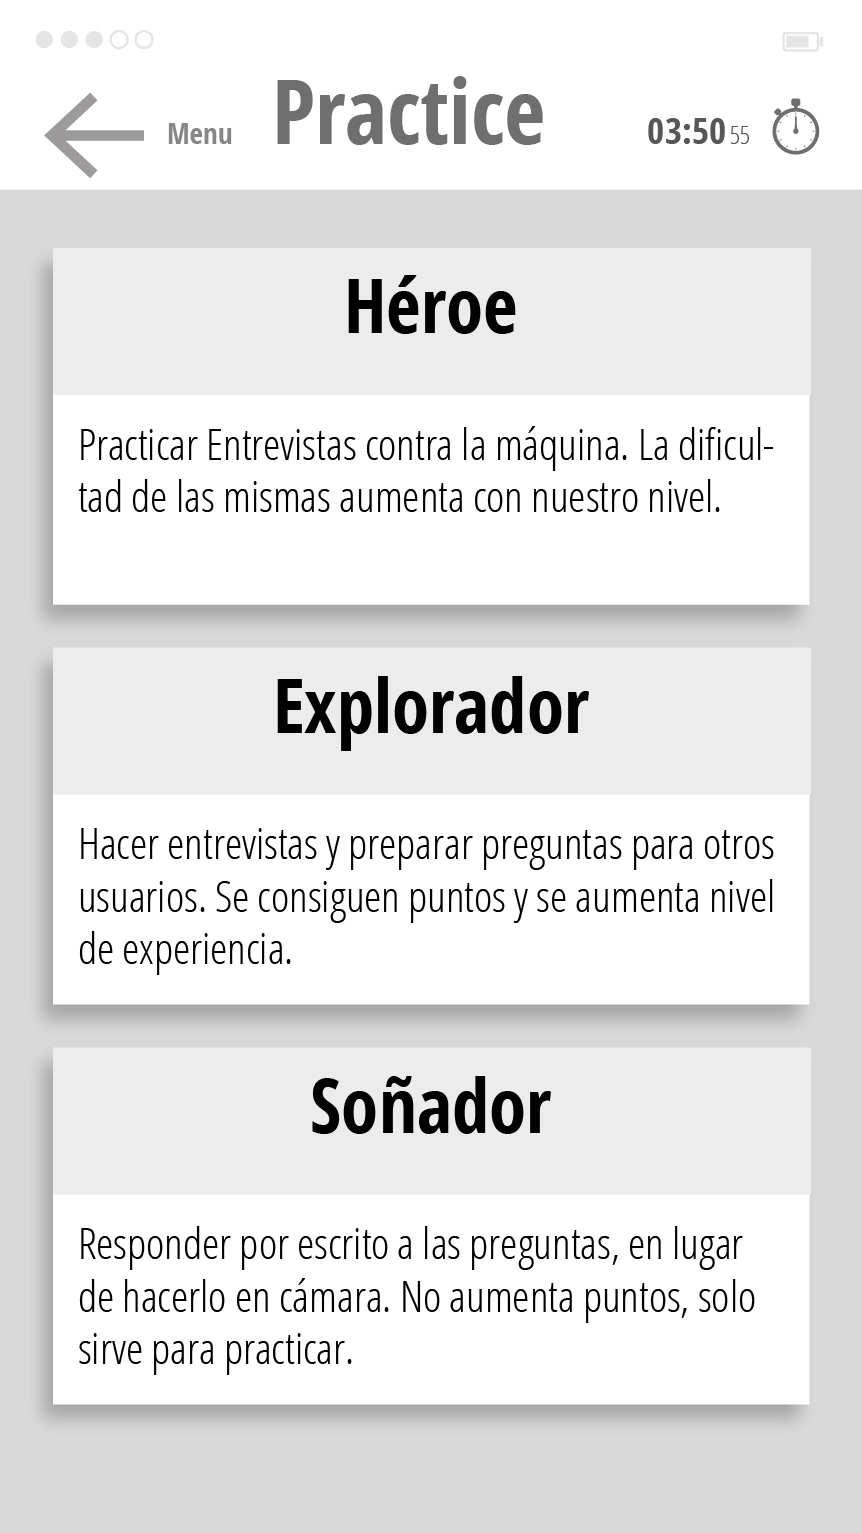 Menu Practice 03:50 55
Héroe
Practicar Entrevistas contra la máquina. La dificul-
tad de las mismas aumenta con nuestro nivel.
Explorador
Hacer entrevistas y preparar preguntas para otros
usuarios. Se consiguen puntos y se aumenta nivel
de experiencia.
Soñador
Responder por escrito a las preguntas, en lugar
de hacerlo en cámara. No aumenta puntos, solo
sirve para practicar.